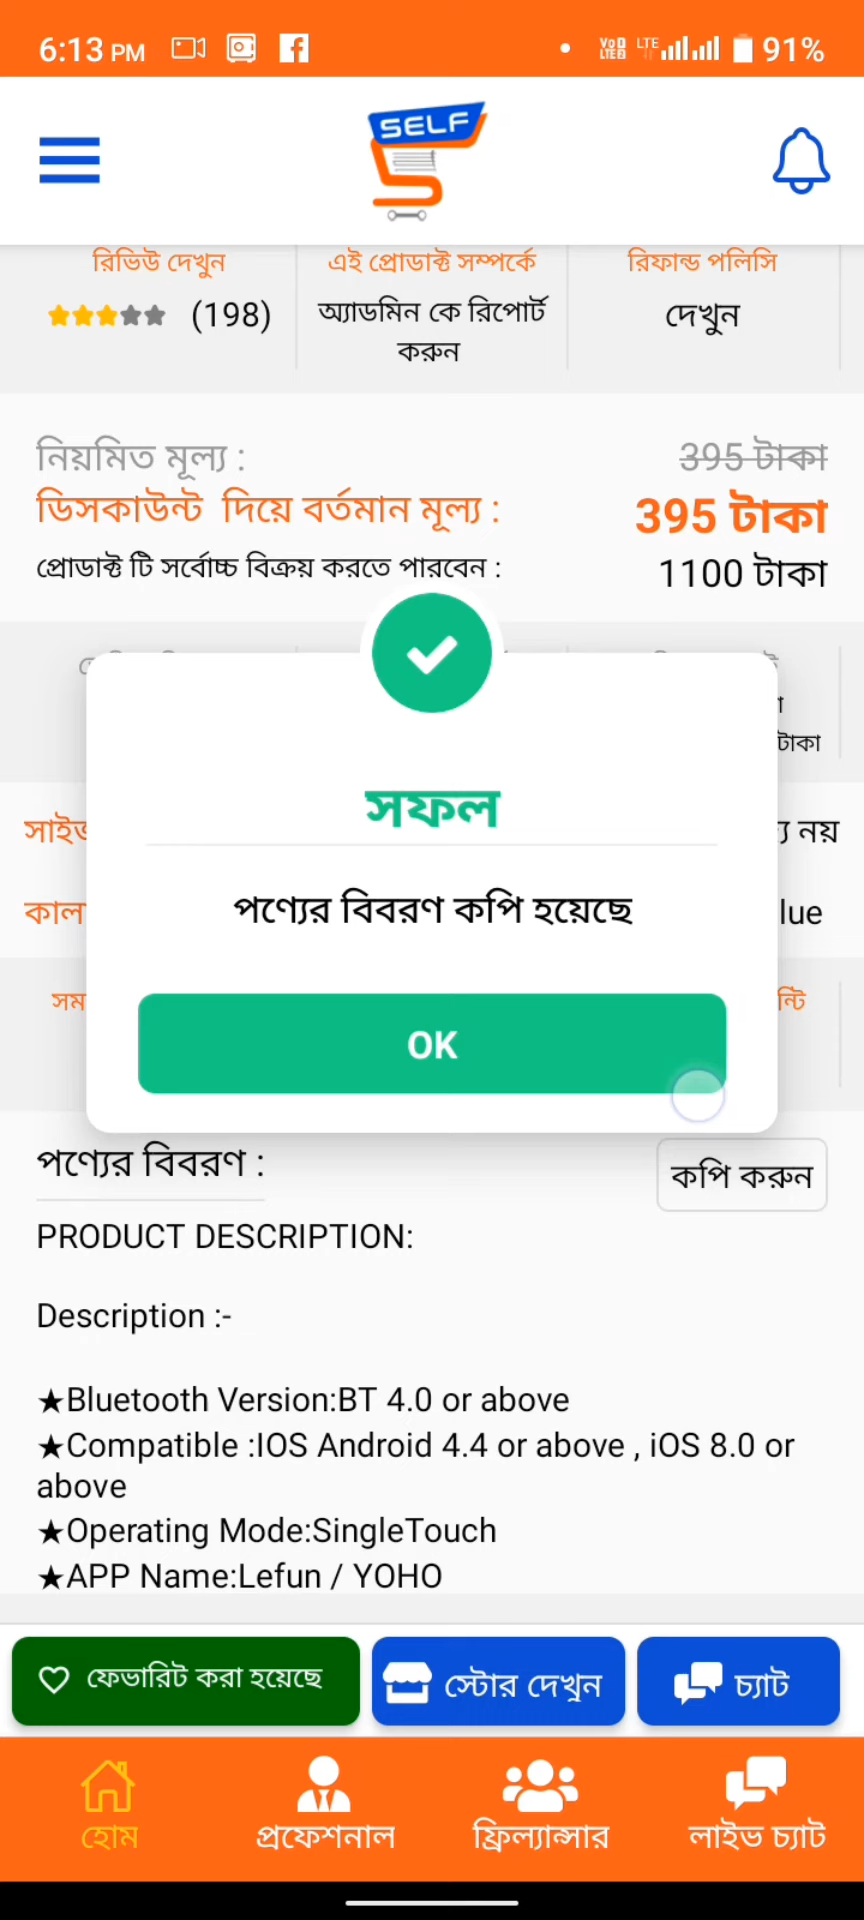 6:13 PM
Vo) LTE2 LTE 91%
SELF
রিভিউ দেখুন
(198)
এই প্রোডাক্ট সম্পর্কে
অ্যাডমিন কে রিপোর্ট
করুন
রিফান্ড পলিসি
দেখুন
নিয়মিত মূল্য :
395 টাকা
ডিসকাউন্ট দিয়ে বর্তমান মূল্য :
395 টাকা
প্রোডাক্ট টি সর্বোচ্চ বিক্রয় করতে পারবেন :
1100 টাকা
টাকা
নয়
lue
সফল
পণ্যের বিবরণ কপি হয়েছে
OK
পণ্যের বিবরণ :
কপি করুন
PRODUCT DESCRIPTION:
Description :-
★Bluetooth Version:BT 4.0 or above
★Compatible :IOS Android 4.4 or above , iOS 8.0 or
above
★Operating Mode:SingleTouch
★APP Name:Lefun / YOHO
ফেভারিট করা হয়েছে
স্টোর দেখুন
চ্যাট
হোম
প্রফেশনাল
ফ্রিল্যান্সার
লাইভ চ্যাট